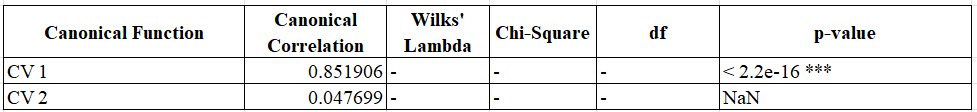 Canonical Function Canonical Correlation Wilks' Lambda Chi-Square df p-value
CV 1 0.851906 - - - < 2.2e-16 ***
CV 2 0.047699 - - - NaN